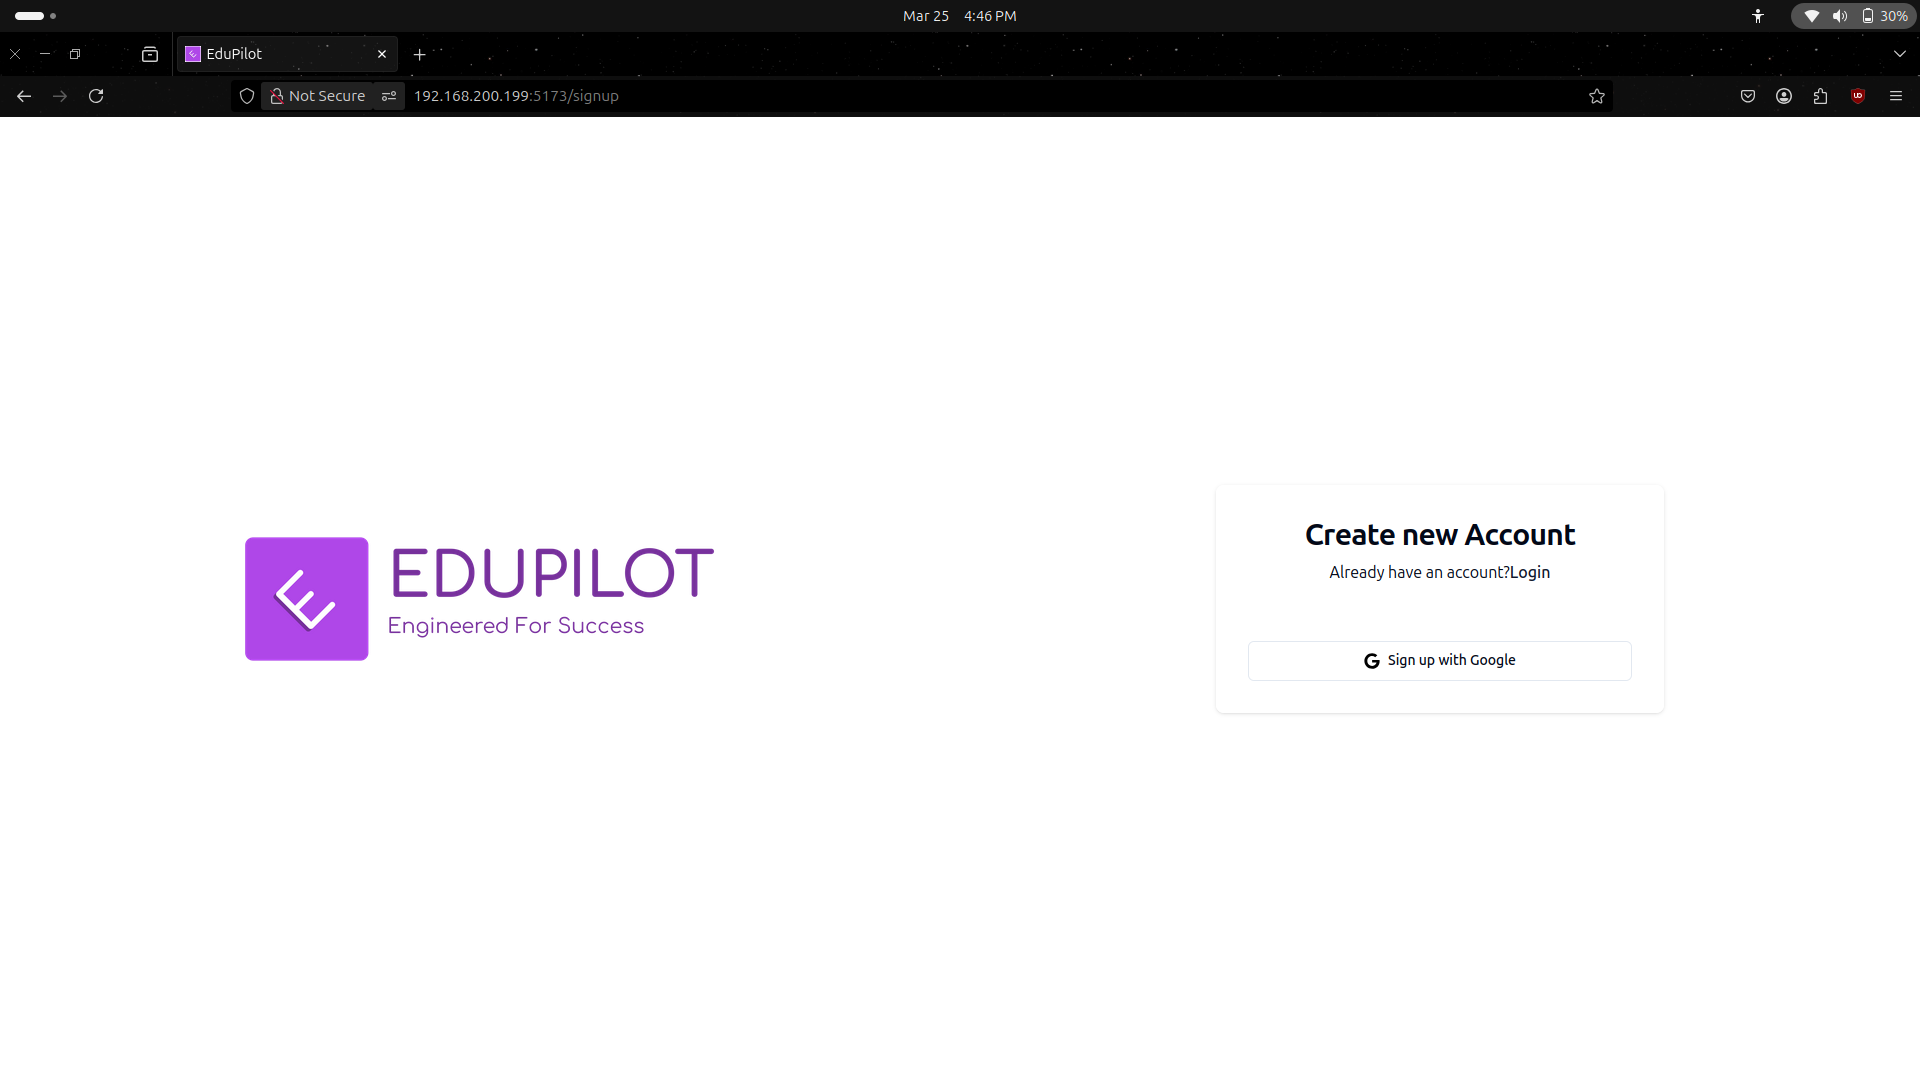 Mar 25 4:46 PM
30%
EduPilot
Not Secure
192.168.200.199:5173/signup
EDUPILOT
Engineered For Success
Create new Account
Already have an account?Login
Sign up with Google